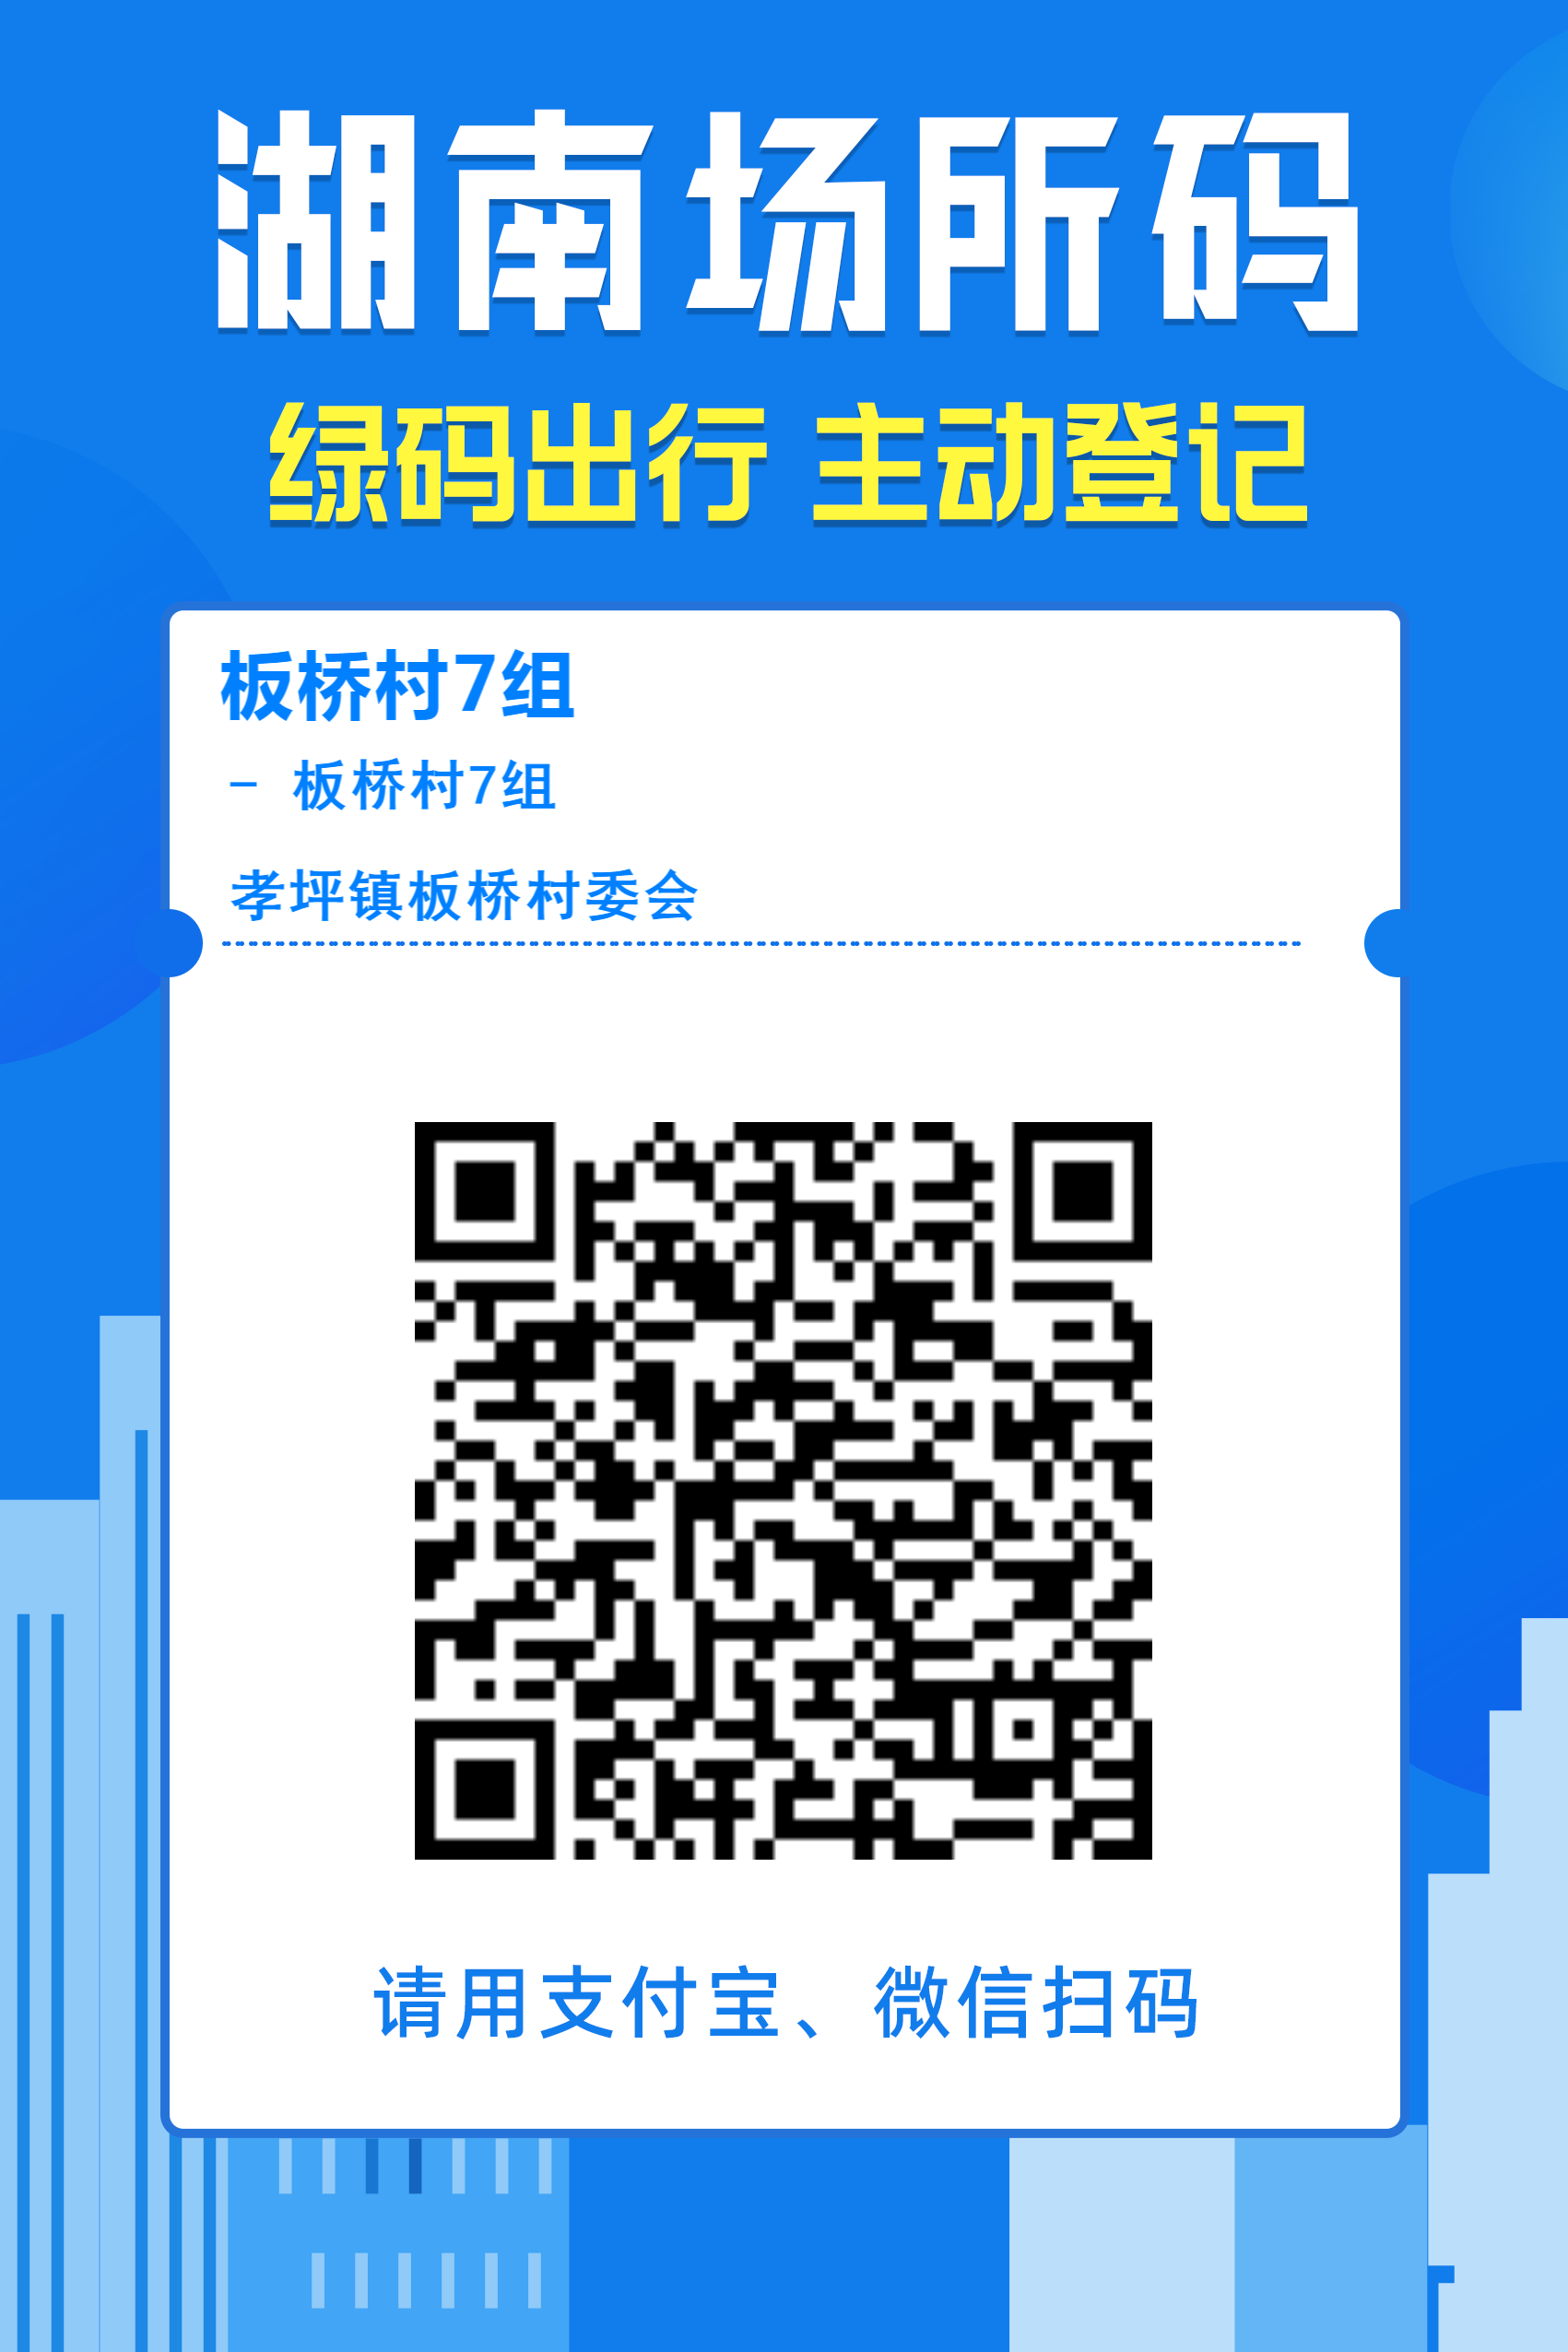 湖南场所码
绿码出行 主动登记
板桥村7组
- 板桥村7组
孝坪镇板桥村委会
请用支付宝、微信扫码